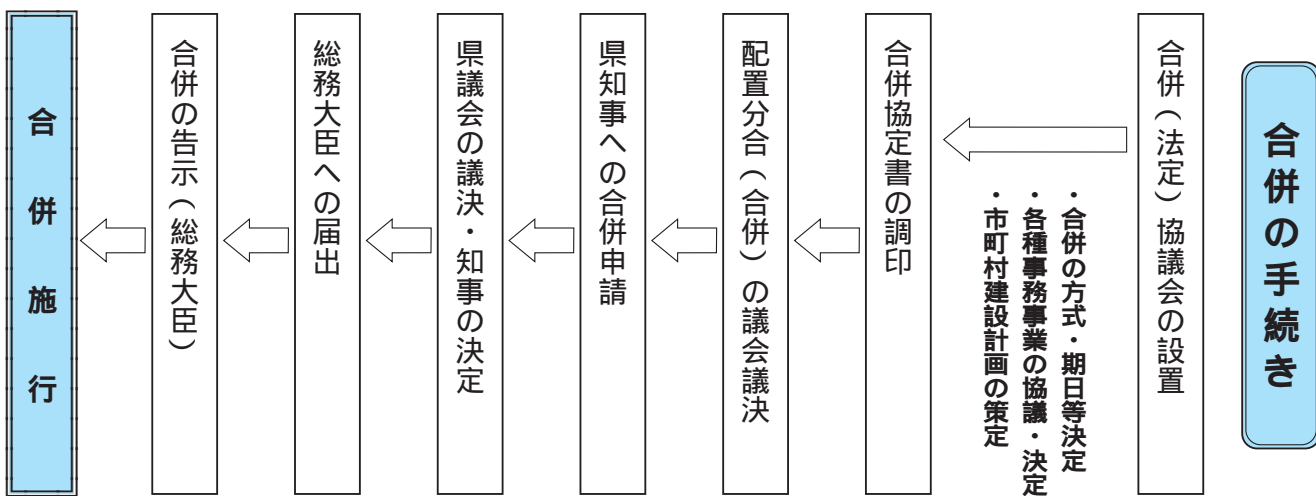 合併の手続き
合併（法定）協議会の設置
・合併の方式・期日等決定
・各種事務事業の協議・決定
・市町村建設計画の策定
合併協定書の調印
配置分合（合併）の議会議決
県知事への合併申請
県議会の議決・知事の決定
総務大臣への届出
合併の告示（総務大臣）
合併施行